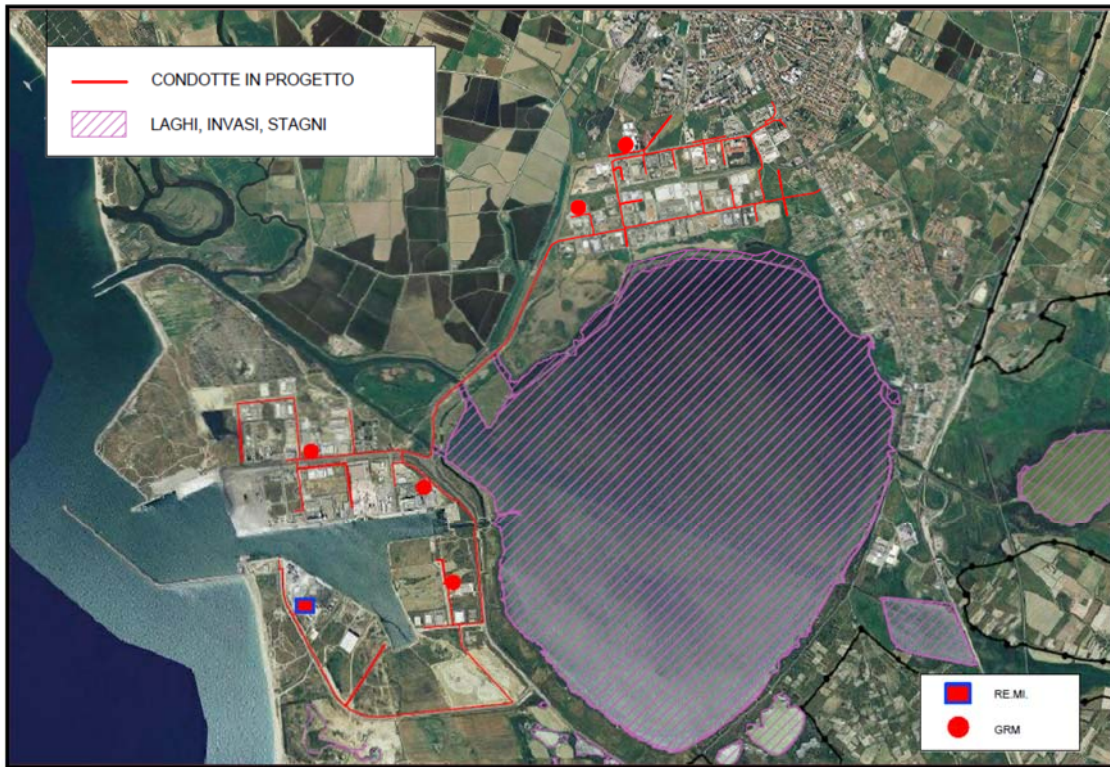 CONDOTTE IN PROGETTO
LAGHI, INVASI, STAGNI
RE.MI.
GRM